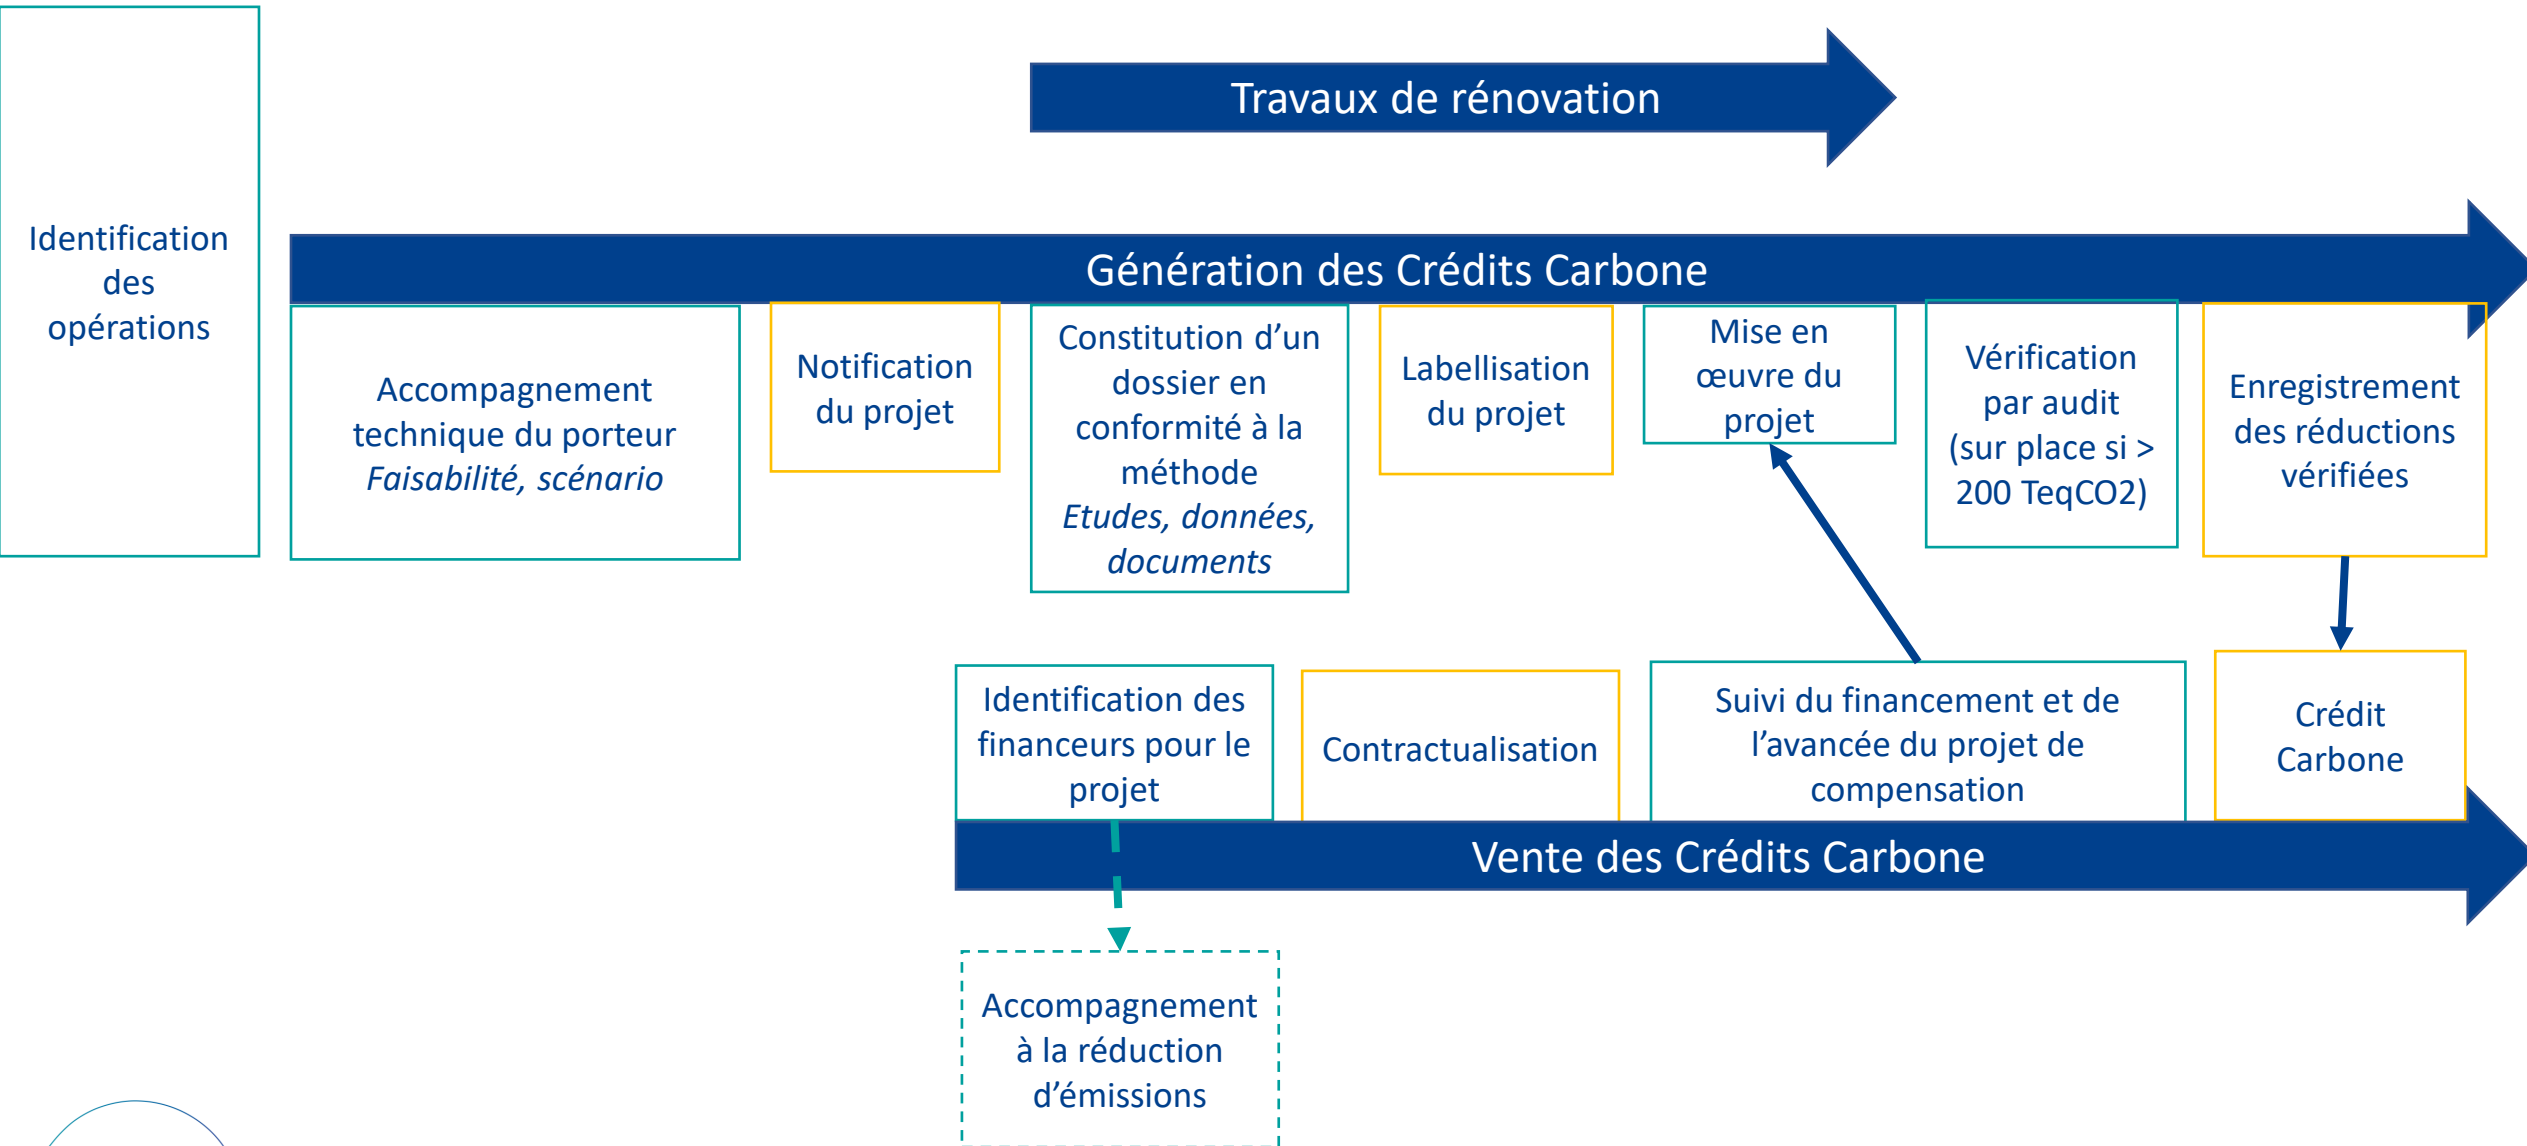 Travaux de rénovation
Identification
des
opérations
Génération des Crédits Carbone
Accompagnement
technique du porteur
Faisabilité, scénario
Notification
du projet
Constitution d’un
dossier en
conformité à la
méthode
Etudes, données,
documents
Labellisation
du projet
Mise en
œuvre du
projet
Vérification
par audit
(sur place si >
200 TeqCO2)
Enregistrement
des réductions
vérifiées
Identification des
financeurs pour le
projet
Contractualisation
Suivi du financement et de
l’avancée du projet de
compensation
Crédit
Carbone
Vente des Crédits Carbone
Accompagnement
à la réduction
d’émissions